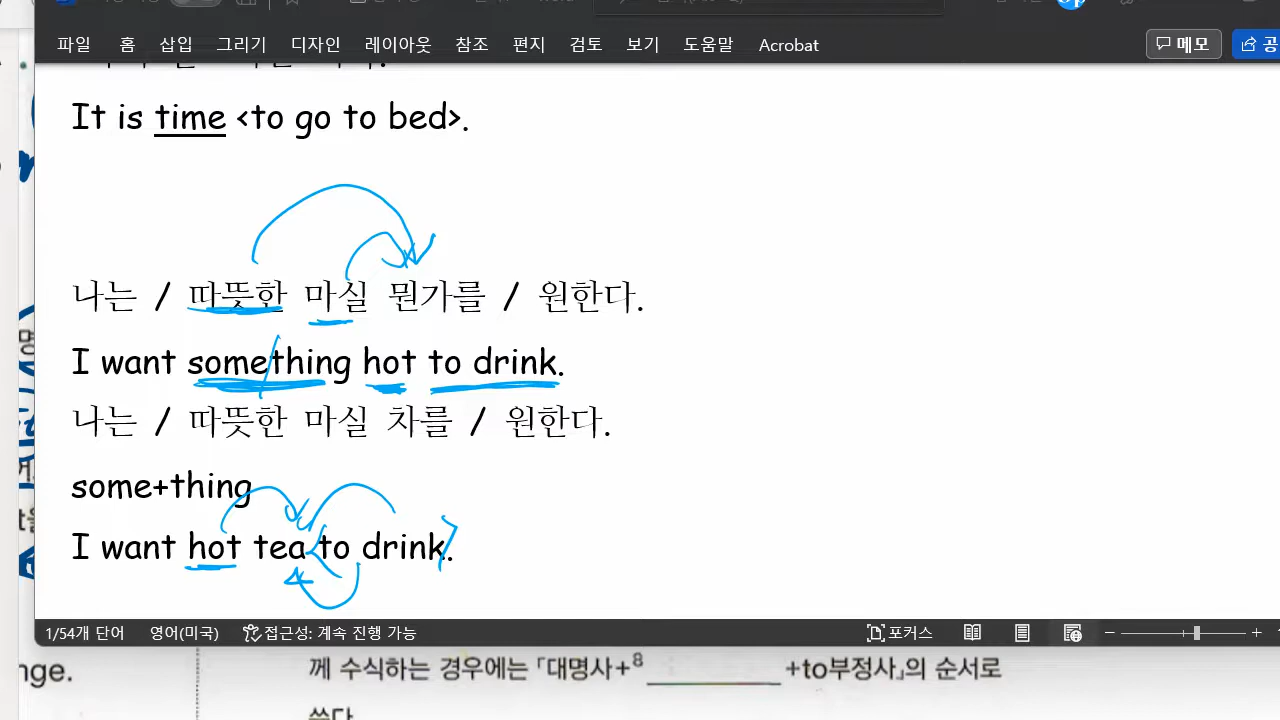 파일 홈 삽입 그리기 디자인 레이아웃 참조 편지 검토 보기 도움말 Acrobat 메모 공
It is time <to go to bed>.
나는 / 따뜻한 마실 뭔가를 / 원한다.
I want something hot to drink.
나는 / 따뜻한 마실 차를 / 원한다.
some+thing
I want hot tea to drink.
1/54개 단어 영어(미국) 접근성: 계속 진행 가능 포커스
nge. 께 수식하는 경우에는 「대명사+8 ________ +to부정사」의 순서로
쓴다